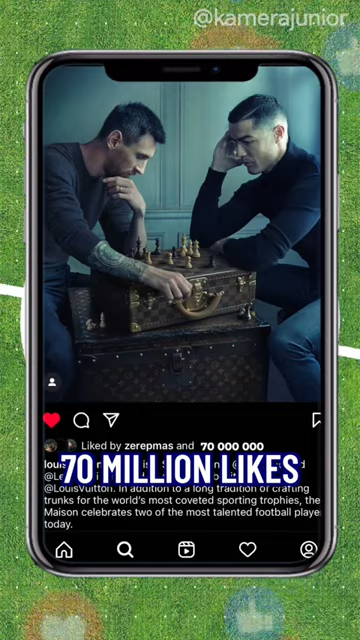 @kamerajunior
Liked by zerepmas and 70 000 000
70 MILLION LIKES
@LouisVuitton. In addition to a long tradition of crafting
trunks for the world's most coveted sporting trophies, the
Maison celebrates two of the most talented football player
today.